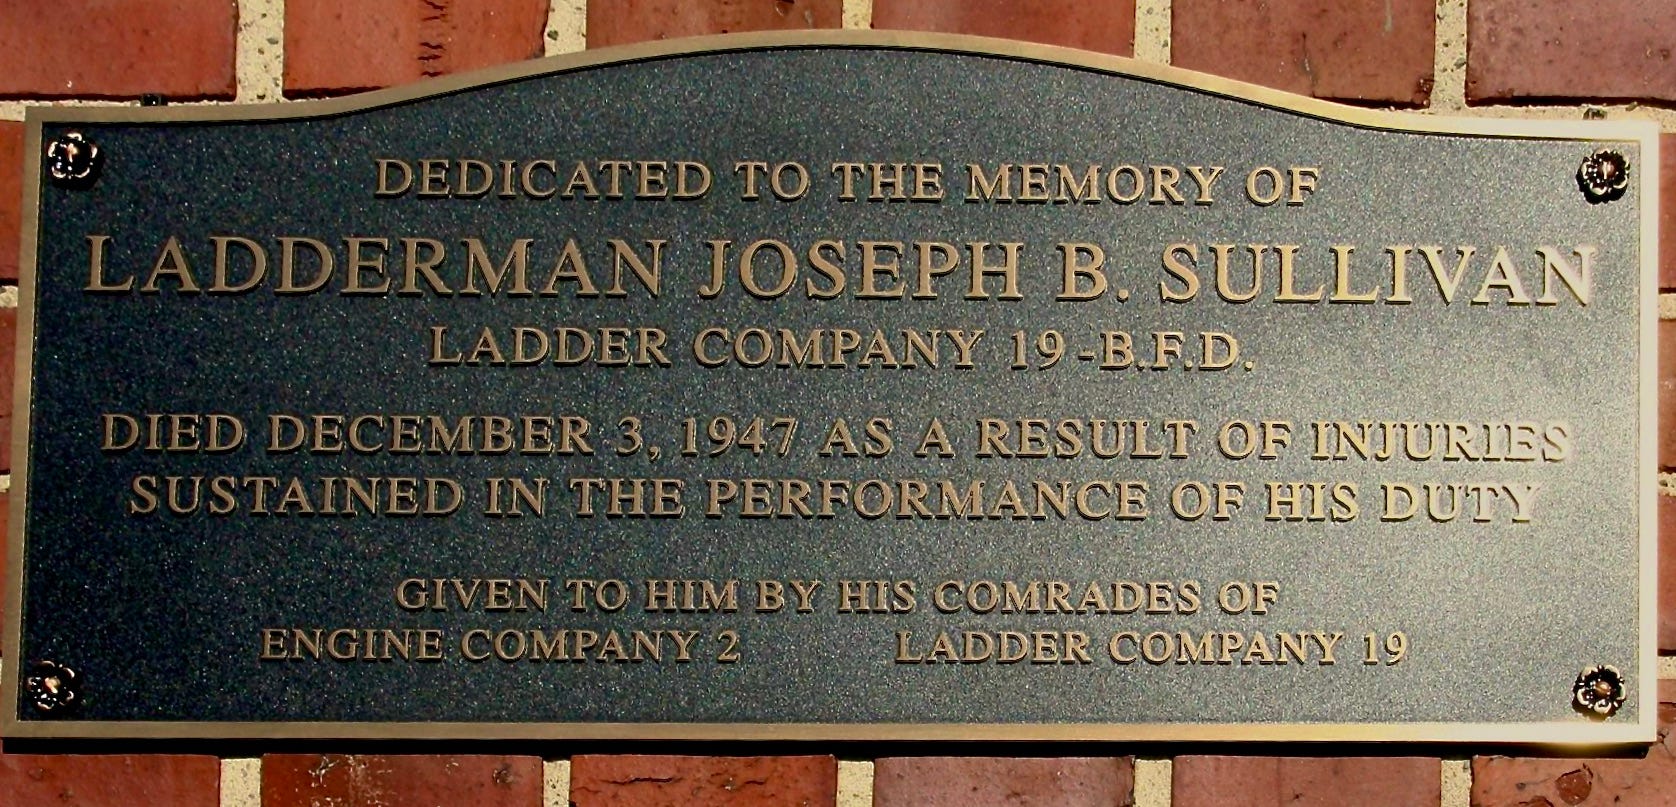 DEDICATED TO THE MEMORY OF
LADDERMAN JOSEPH B. SULLIVAN
LADDER COMPANY 19-B.F.D.
DIED DECEMBER 3, 1947 AS A RESULT OF INJURIES
SUSTAINED IN THE PERFORMANCE OF HIS DUTY
GIVEN TO HIM BY HIS COMRADES OF
ENGINE COMPANY 2 LADDER COMPANY 19